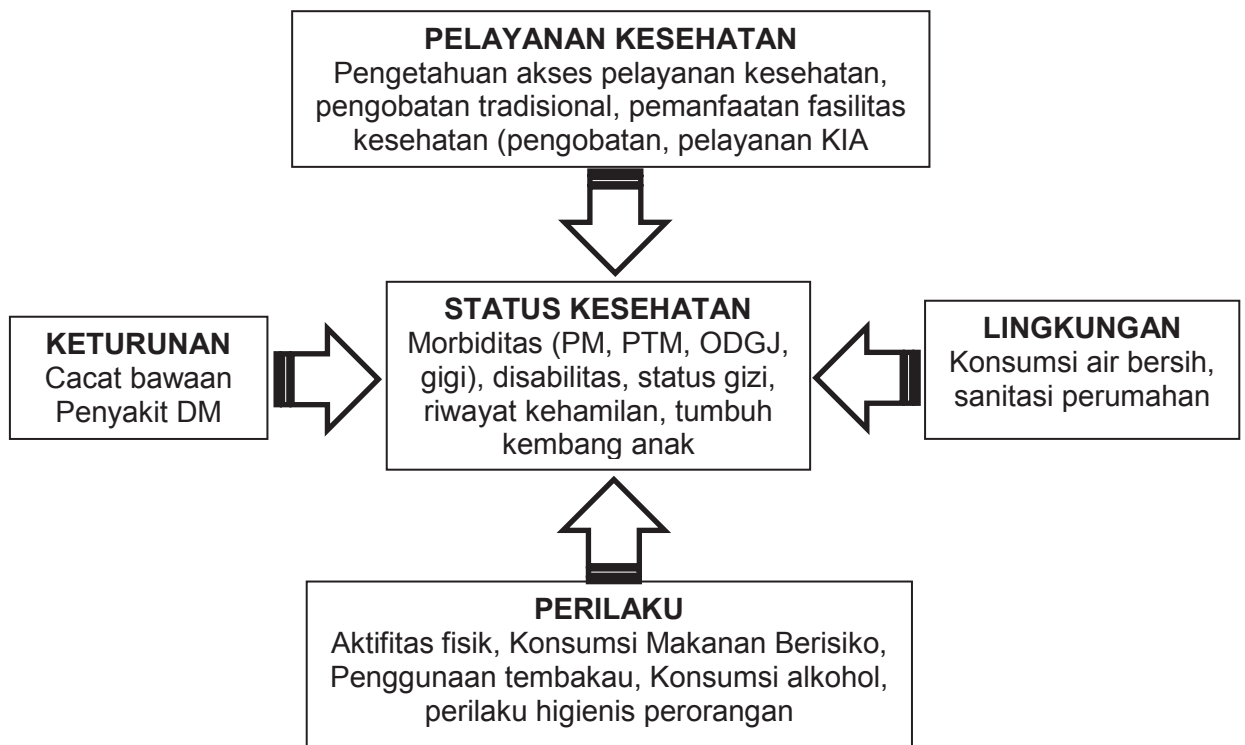 PELAYANAN KESEHATAN
Pengetahuan akses pelayanan kesehatan,
pengobatan tradisional, pemanfaatan fasilitas
kesehatan (pengobatan, pelayanan KIA
KETURUNAN
Cacat bawaan
Penyakit DM
STATUS KESEHATAN
Morbiditas (PM, PTM, ODGJ,
gigi), disabilitas, status gizi,
riwayat kehamilan, tumbuh
kembang anak
LINGKUNGAN
Konsumsi air bersih,
sanitasi perumahan
PERILAKU
Aktifitas fisik, Konsumsi Makanan Berisiko,
Penggunaan tembakau, Konsumsi alkohol,
perilaku higienis perorangan